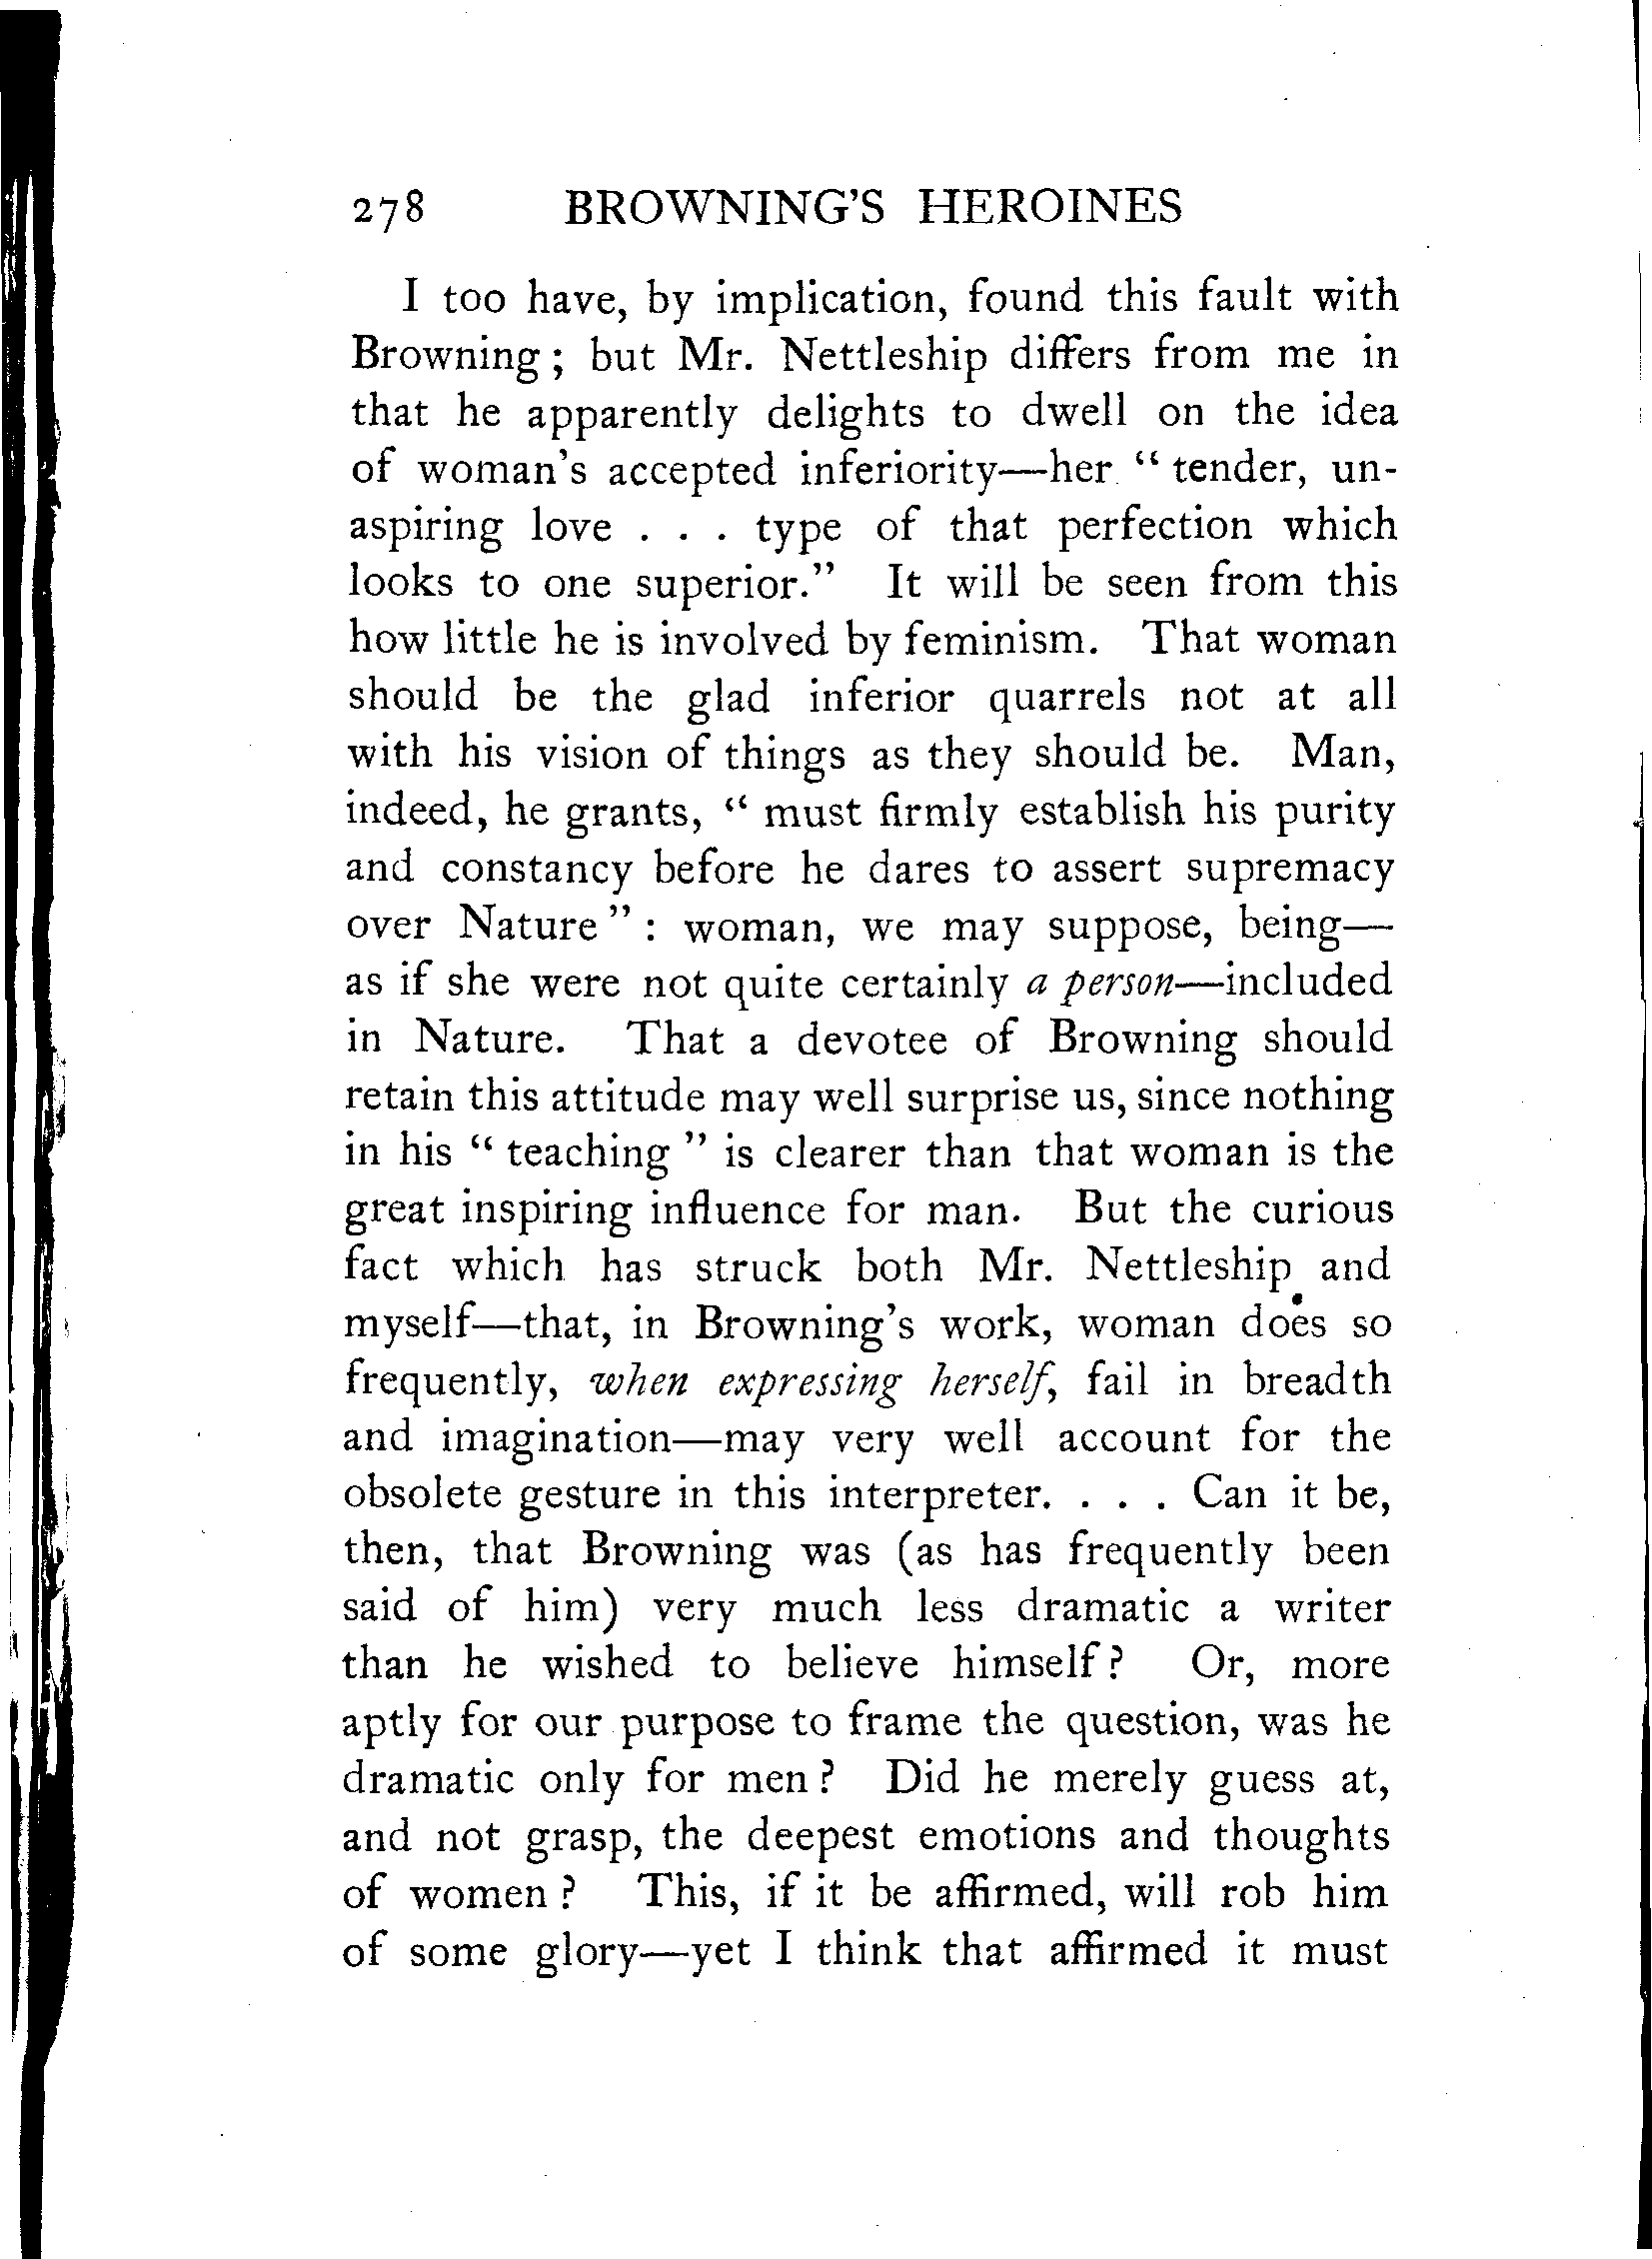 278 BROWNING'S HEROINES
I too have, by implication, found this fault with
Browning; but Mr. Nettleship differs from me in
that he apparently delights to dwell on the idea
of woman's accepted inferiority—her “tender, un-
aspiring love . . . type of that perfection which
looks to one superior.” It will be seen from this
how little he is involved by feminism. That woman
should be the glad inferior quarrels not at all
with his vision of things as they should be. Man,
indeed, he grants, “must firmly establish his purity
and constancy before he dares to assert supremacy
over Nature”: woman, we may suppose, being—
as if she were not quite certainly a person—included
in Nature. That a devotee of Browning should
retain this attitude may well surprise us, since nothing
in his “teaching” is clearer than that woman is the
great inspiring influence for man. But the curious
fact which has struck both Mr. Nettleship and
myself—that, in Browning's work, woman does so
frequently, when expressing herself, fail in breadth
and imagination—may very well account for the
obsolete gesture in this interpreter. . . . Can it be,
then, that Browning was (as has frequently been
said of him) very much less dramatic a writer
than he wished to believe himself? Or, more
aptly for our purpose to frame the question, was he
dramatic only for men? Did he merely guess at,
and not grasp, the deepest emotions and thoughts
of women? This, if it be affirmed, will rob him
of some glory—yet I think that affirmed it must